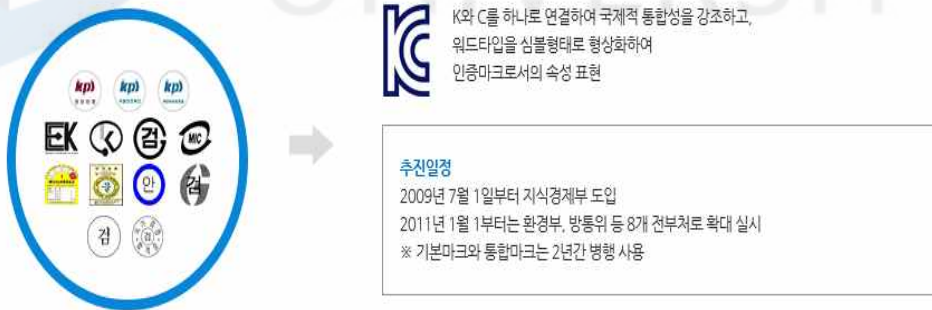 K와 C를 하나로 연결하여 국제적 통합성을 강조하고,
워드타입을 심볼형태로 형상화하여
인증마크로서의 속성 표현
KC
kpi kpi kpi
EK 검 MIC
안 검
검 검
추진일정
2009년 7월 1일부터 지식경제부 도입
2011년 1월 1부터는 환경부, 방통위 등 8개 전부처로 확대 실시
※ 기본마크와 통합마크는 2년간 병행 사용